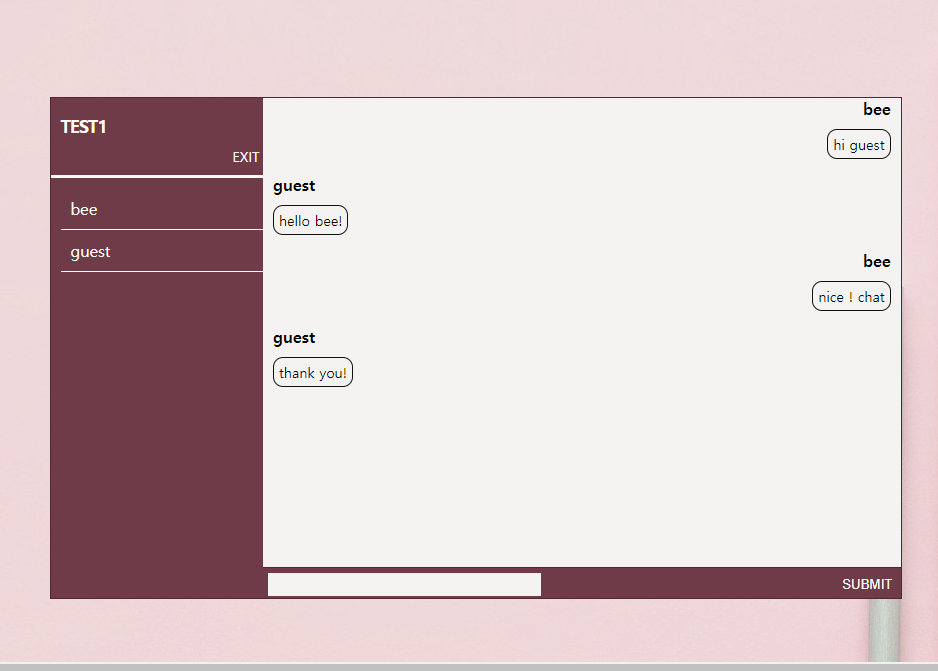 TEST1
EXIT
bee
guest
bee
hi guest
guest
hello bee!
bee
nice ! chat
guest
thank you!
SUBMIT